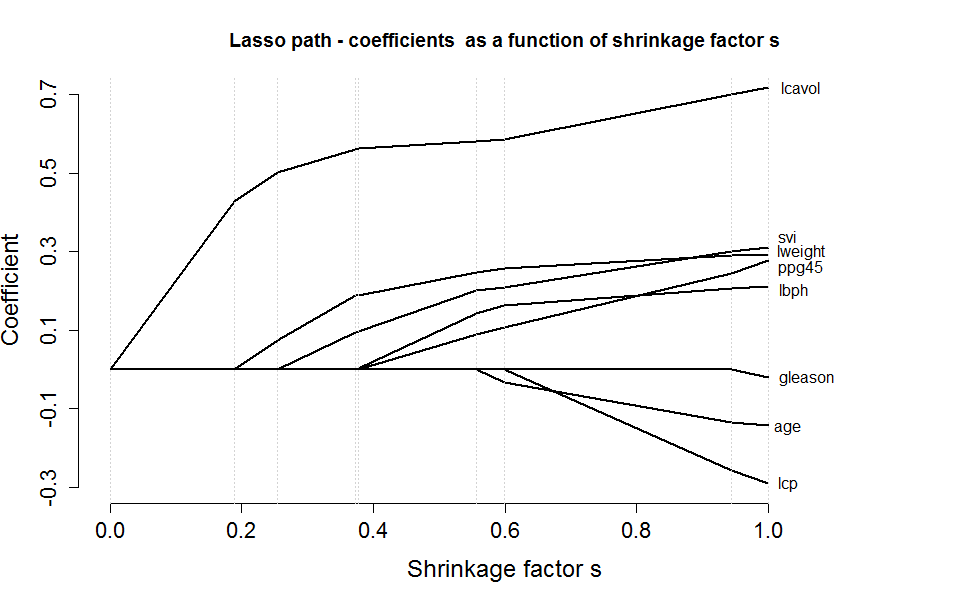 Lasso path - coefficients  as a function of shrinkage factor s
Coefficient
0.7
0.5
0.3
0.1
-0.1
-0.3
lcavol
svi
lweight
ppg45
lbph
gleason
age
lcp
0.0 0.2 0.4 0.6 0.8 1.0
Shrinkage factor s